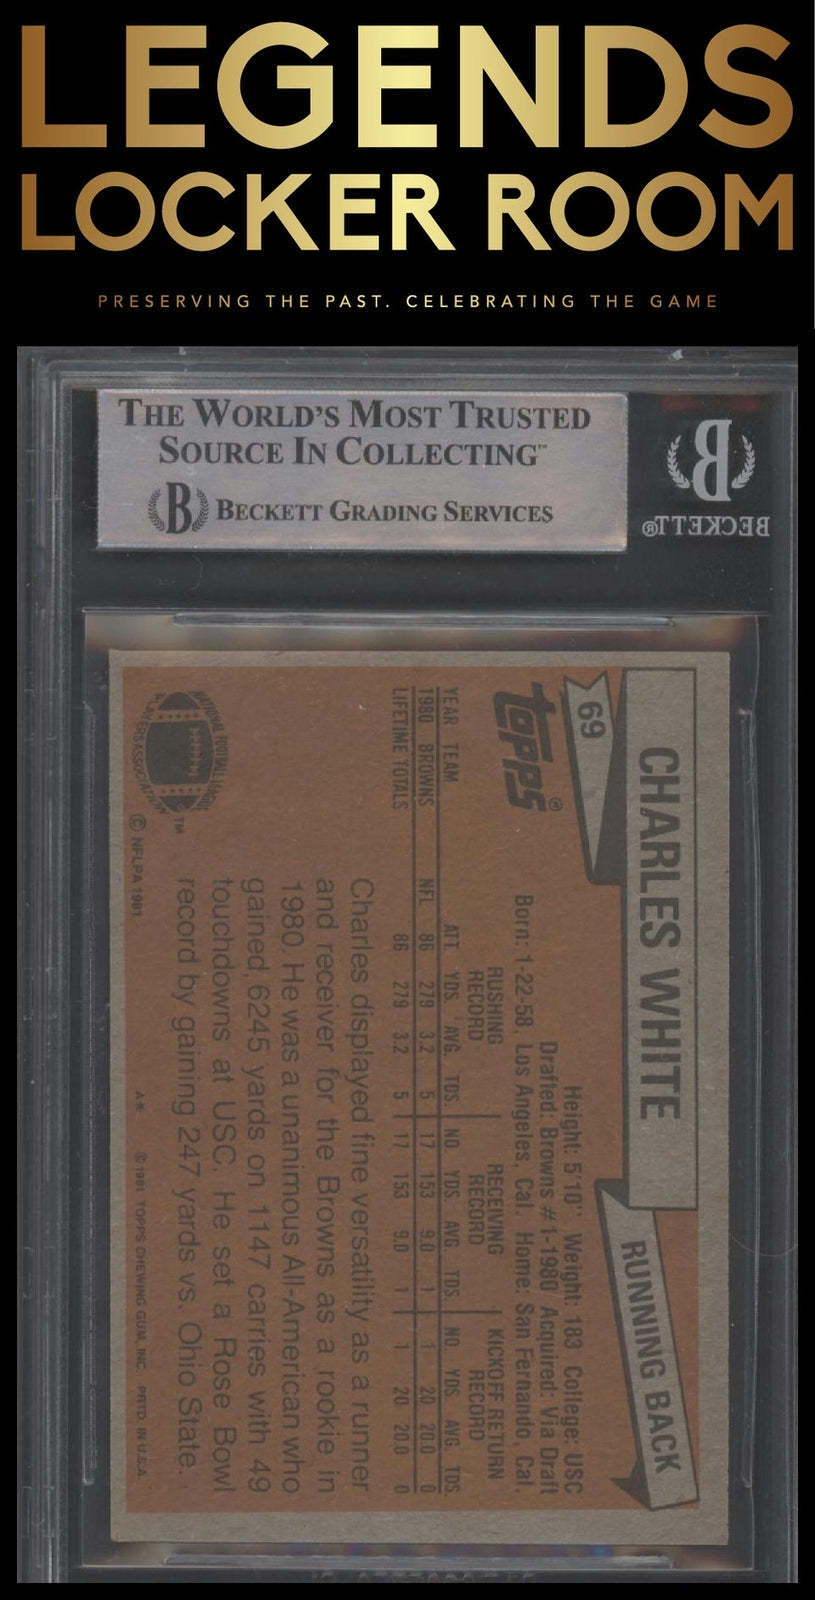 LEGENDS
LOCKER ROOM
PRESERVING THE PAST. CELEBRATING THE GAME
THE WORLD'S MOST TRUSTED
SOURCE IN COLLECTING™
B BECKETT GRADING SERVICES
B
BECKETT®
CHARLES WHITE
RUNNING BACK
69
topps®
Height: 5'10" Weight: 183 College: USC
Drafted: Browns #1-1980 Acquired: Via Draft
Born: 1-22-58, Los Angeles, Cal. Home: San Fernando, Cal.
RUSHING RECORD RECEIVING RECORD KICKOFF RETURN RECORD
YEAR TEAM ATT. YDS. AVG. TDS NO. YDS. AVG. TDS. NO. YDS. AVG. TDS.
1980 BROWNS NFL 86 279 3.2 5 17 153 9.0 1 1 20 20.0 0
LIFETIME TOTALS 86 279 3.2 5 17 153 9.0 1 1 20 20.0 0
Charles displayed fine versatility as a runner
and receiver for the Browns as a rookie in
1980. He was a unanimous All-American who
gained 6245 yards on 1147 carries with 49
touchdowns at USC. He set a Rose Bowl
record by gaining 247 yards vs. Ohio State.
NATIONAL FOOTBALL LEAGUE
PLAYERS ASSOCIATION
™
© NFLPA 1981
A* © 1981 TOPPS CHEWING GUM, INC. PRTD. IN U.S.A.